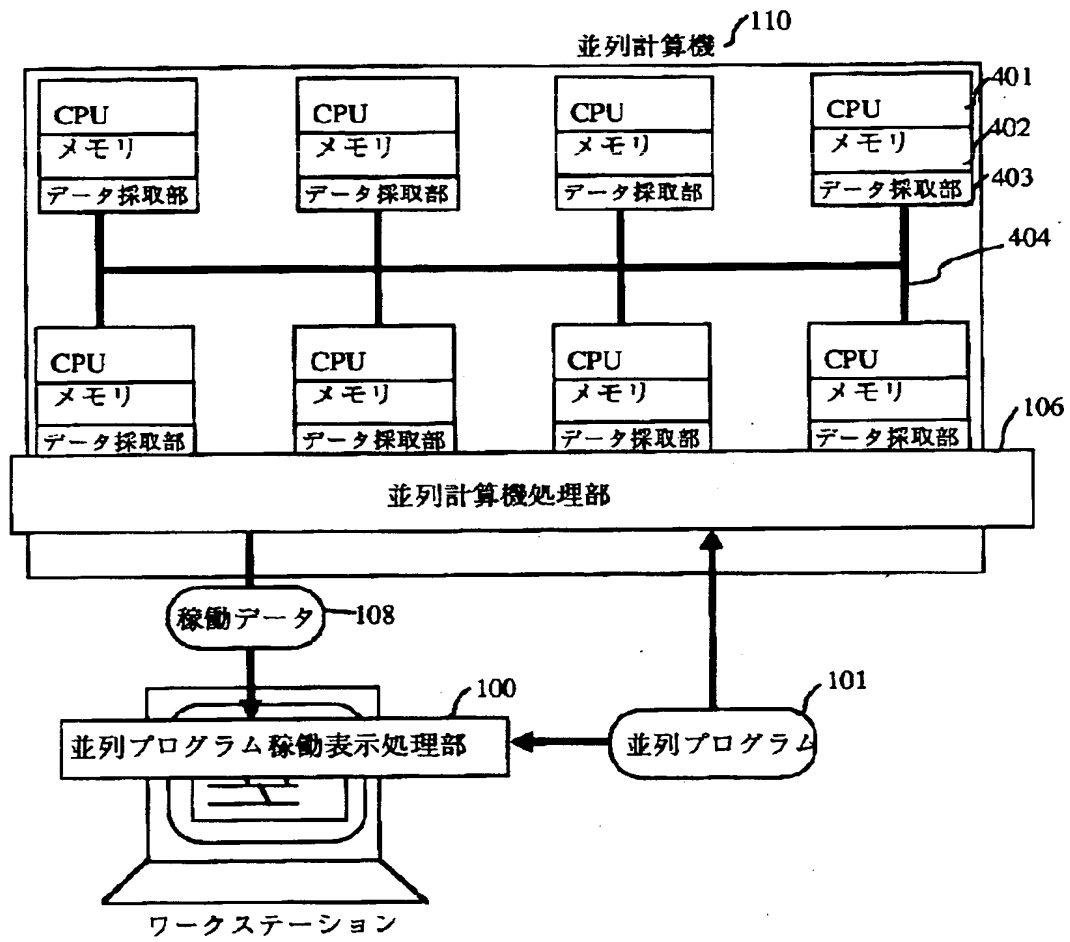 並列計算機 110
CPU
メモリ
データ採取部
CPU
メモリ
データ採取部
CPU
メモリ
データ採取部
CPU
メモリ
データ採取部
401
402
403
404
CPU
メモリ
データ採取部
CPU
メモリ
データ採取部
CPU
メモリ
データ採取部
CPU
メモリ
データ採取部
106
並列計算機処理部
稼働データ
108
100
並列プログラム稼働表示処理部
101
並列プログラム
ワークステーション